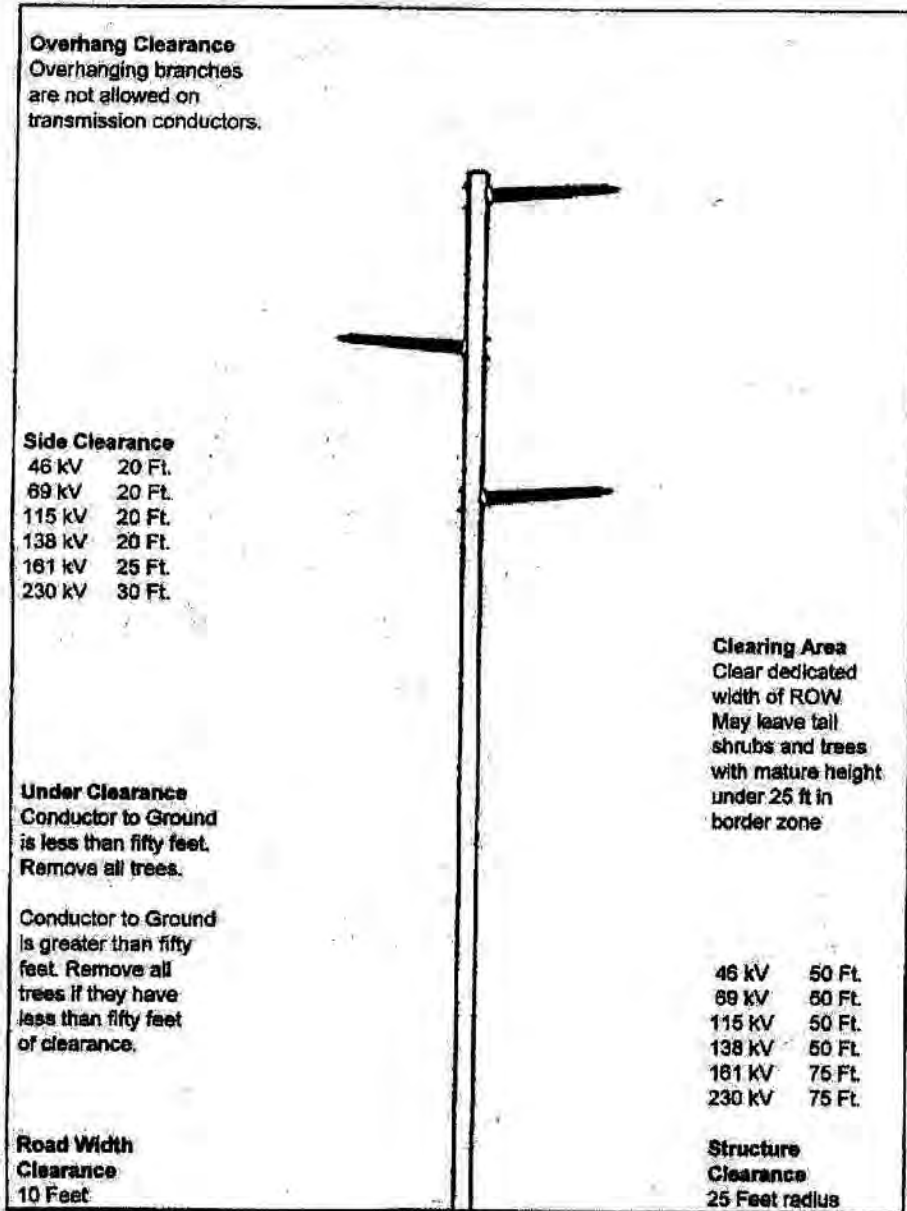 Overhang Clearance
Overhanging branches
are not allowed on
transmission conductors.
Side Clearance
46 kV 20 Ft.
69 kV 20 Ft.
115 kV 20 Ft.
138 kV 20 Ft.
161 kV 25 Ft.
230 kV 30 Ft.
Under Clearance
Conductor to Ground
is less than fifty feet.
Remove all trees.
Conductor to Ground
is greater than fifty
feet. Remove all
trees if they have
less than fifty feet
of clearance.
Road Width
Clearance
10 Feet
Clearing Area
Clear dedicated
width of ROW
May leave tall
shrubs and trees
with mature height
under 25 ft in
border zone
46 kV 50 Ft.
69 kV 50 Ft.
115 kV 50 Ft.
138 kV 50 Ft.
161 kV 75 Ft.
230 kV 75 Ft.
Structure
Clearance
25 Feet radius